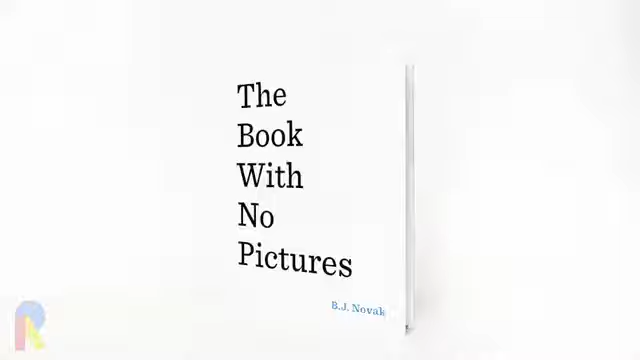 The
Book
With
No
Pictures
B.J. Novak